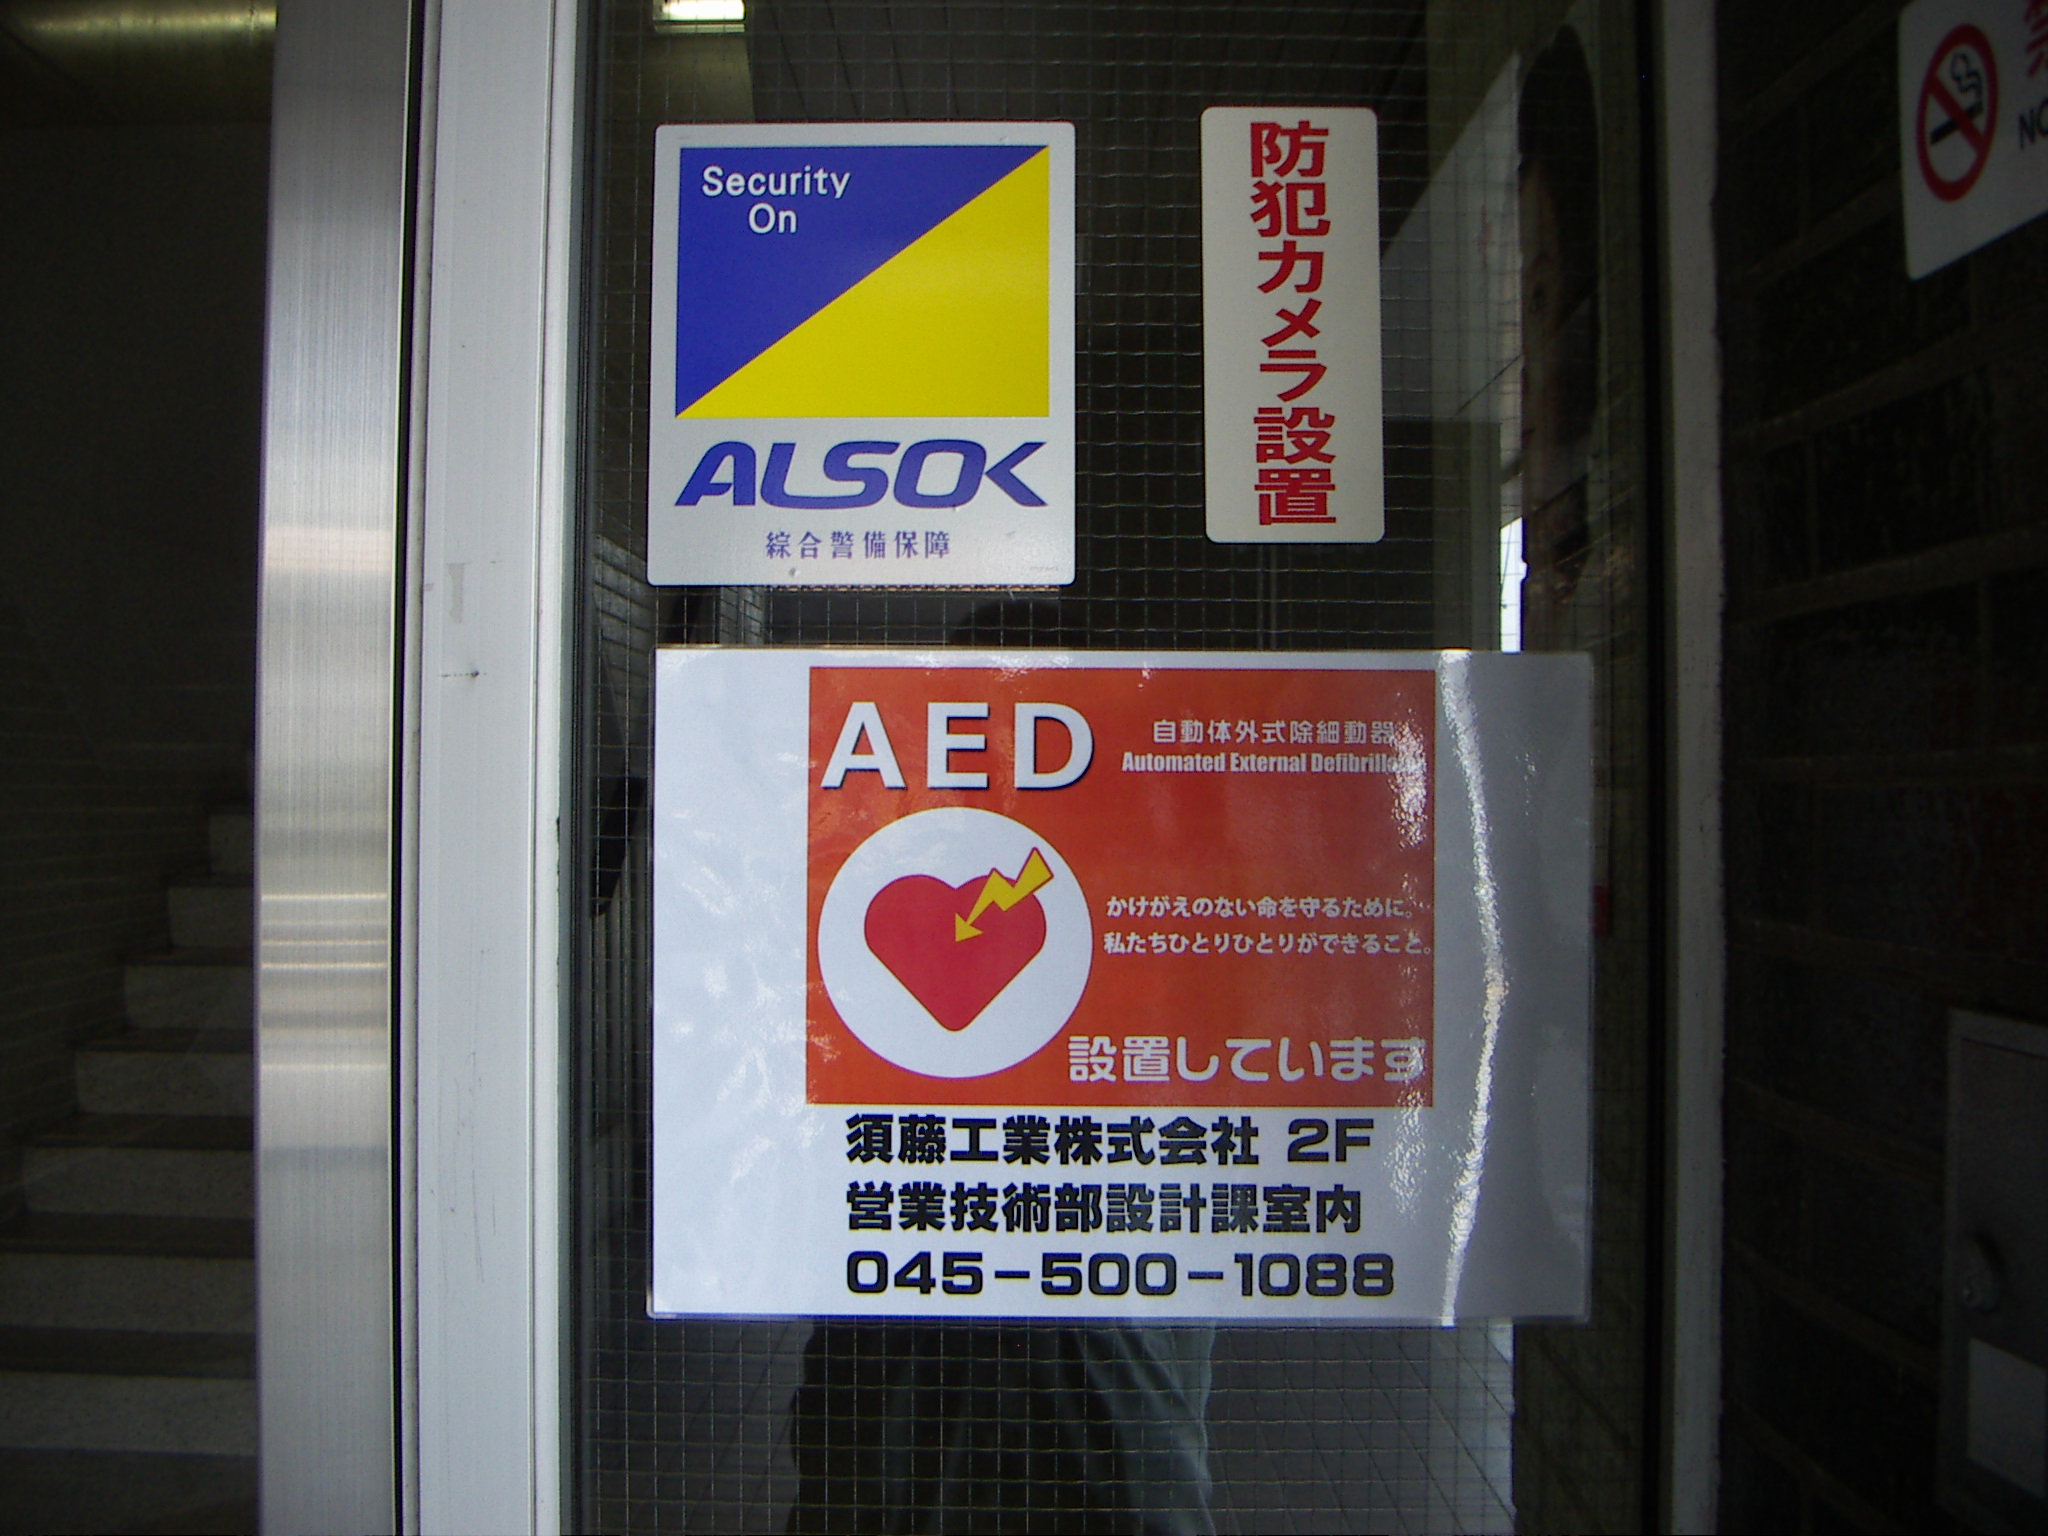 Security
On
ALSOK
綜合警備保障
防犯カメラ設置
AED
自動体外式除細動器
Automated External
かけがえのない命を守るために。
私たちひとりひとりができること。
設置しています
須藤工業株式会社 2F
営業技術部設計課室内
045-500-1088